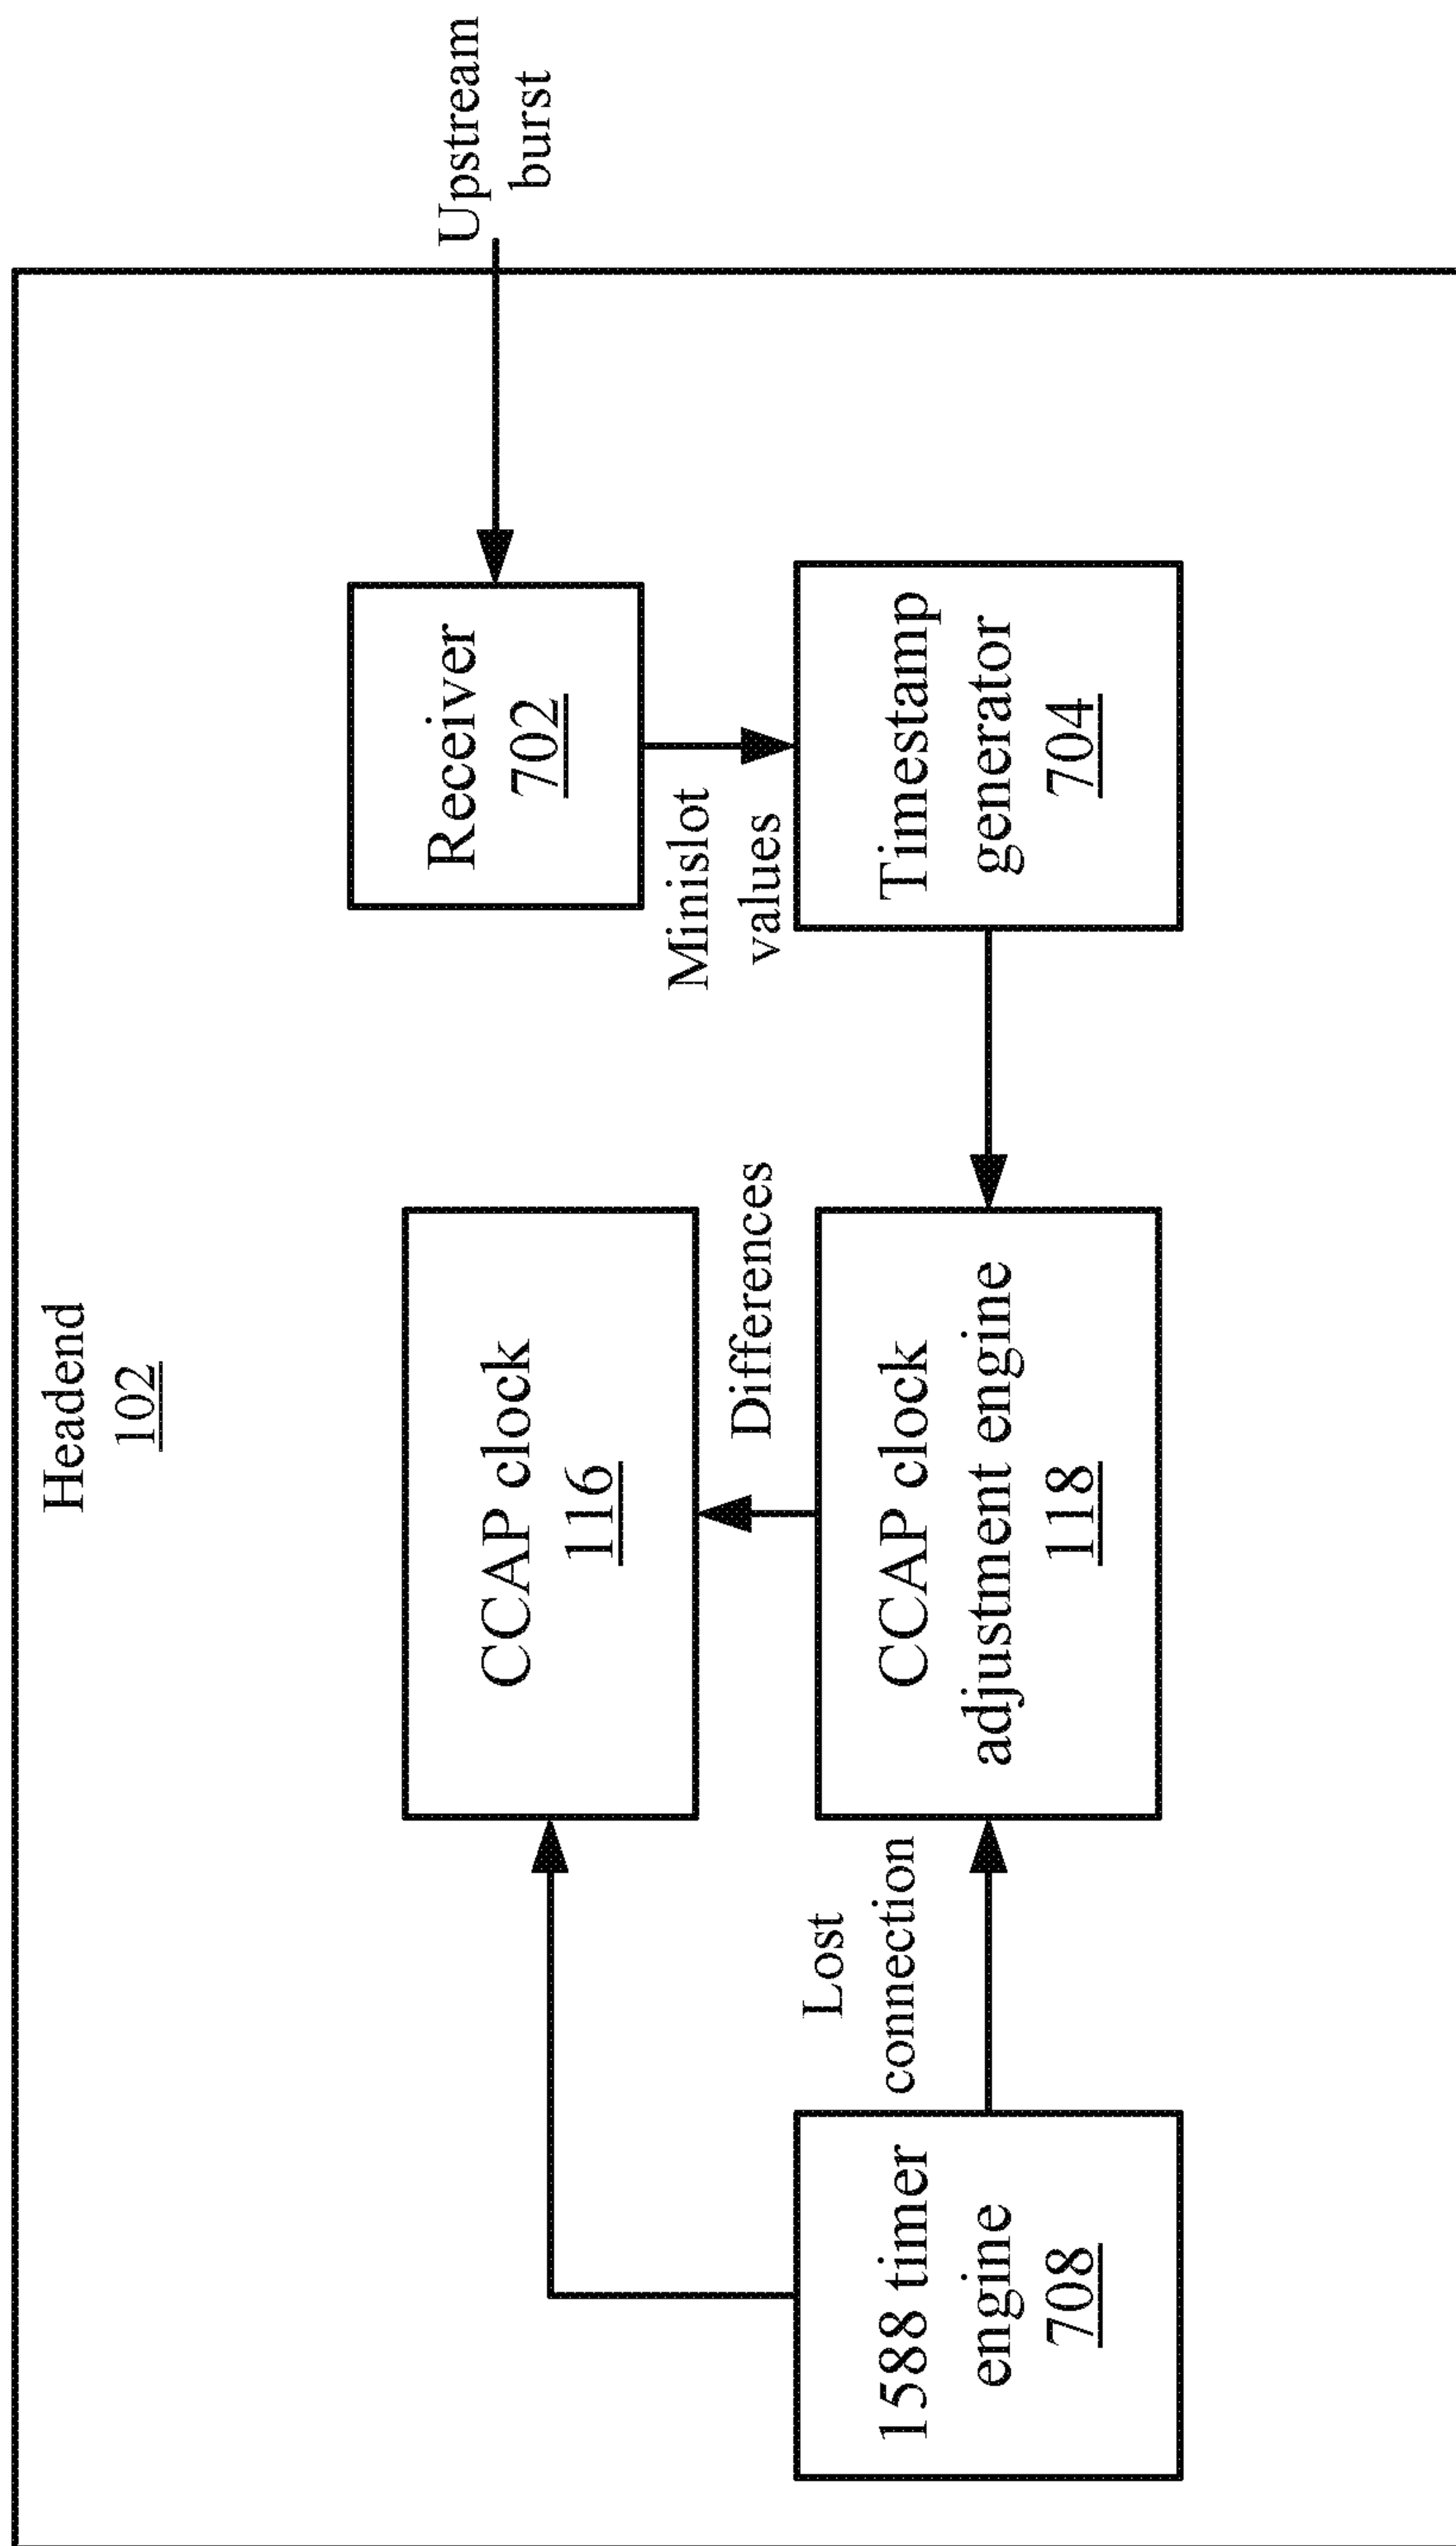 Headend
102
CCAP clock
116
Receiver
702
Upstream
burst
Differences
Minislot
values
Lost
connection
1588 timer
engine
708
CCAP clock
adjustment engine
118
Timestamp
generator
704